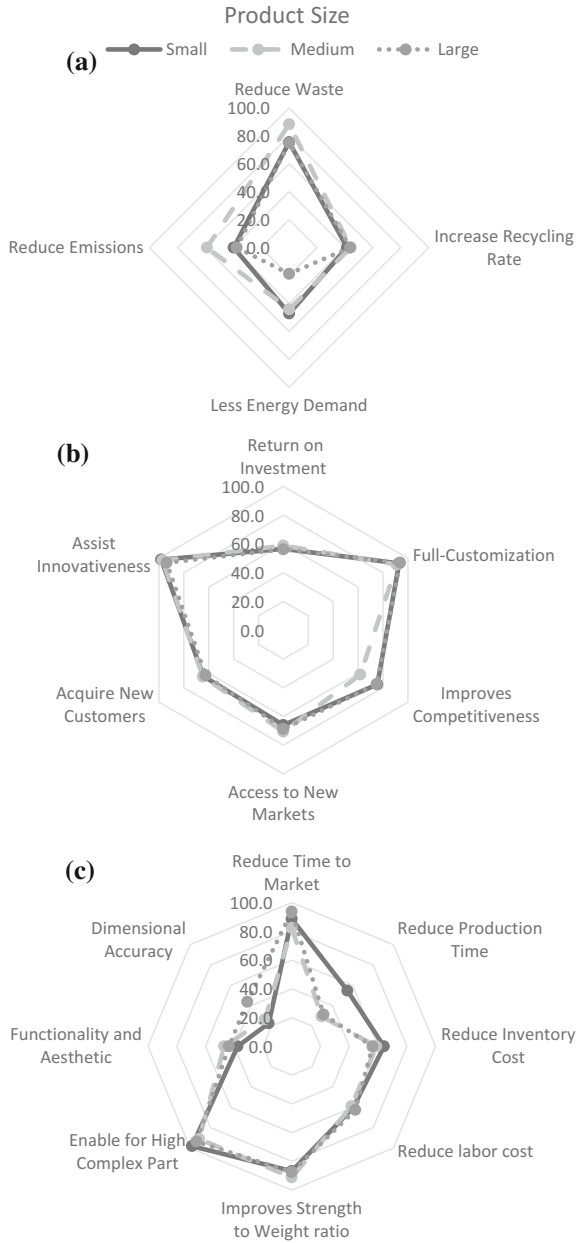 Product Size
Small Medium Large
(a)
Reduce Waste
100.0
80.0
60.0
40.0
20.0
0.0
Reduce Emissions
Increase Recycling
Rate
Less Energy Demand
(b)
Return on
Investment
100.0
80.0
60.0
40.0
20.0
0.0
Assist
Innovativeness
Full-Customization
Acquire New
Customers
Improves
Competitiveness
Access to New
Markets
(c)
Reduce Time to
Market
100.0
80.0
60.0
40.0
20.0
0.0
Dimensional
Accuracy
Reduce Production
Time
Functionality and
Aesthetic
Reduce Inventory
Cost
Enable for High
Complex Part
Reduce labor cost
Improves Strength
to Weight ratio